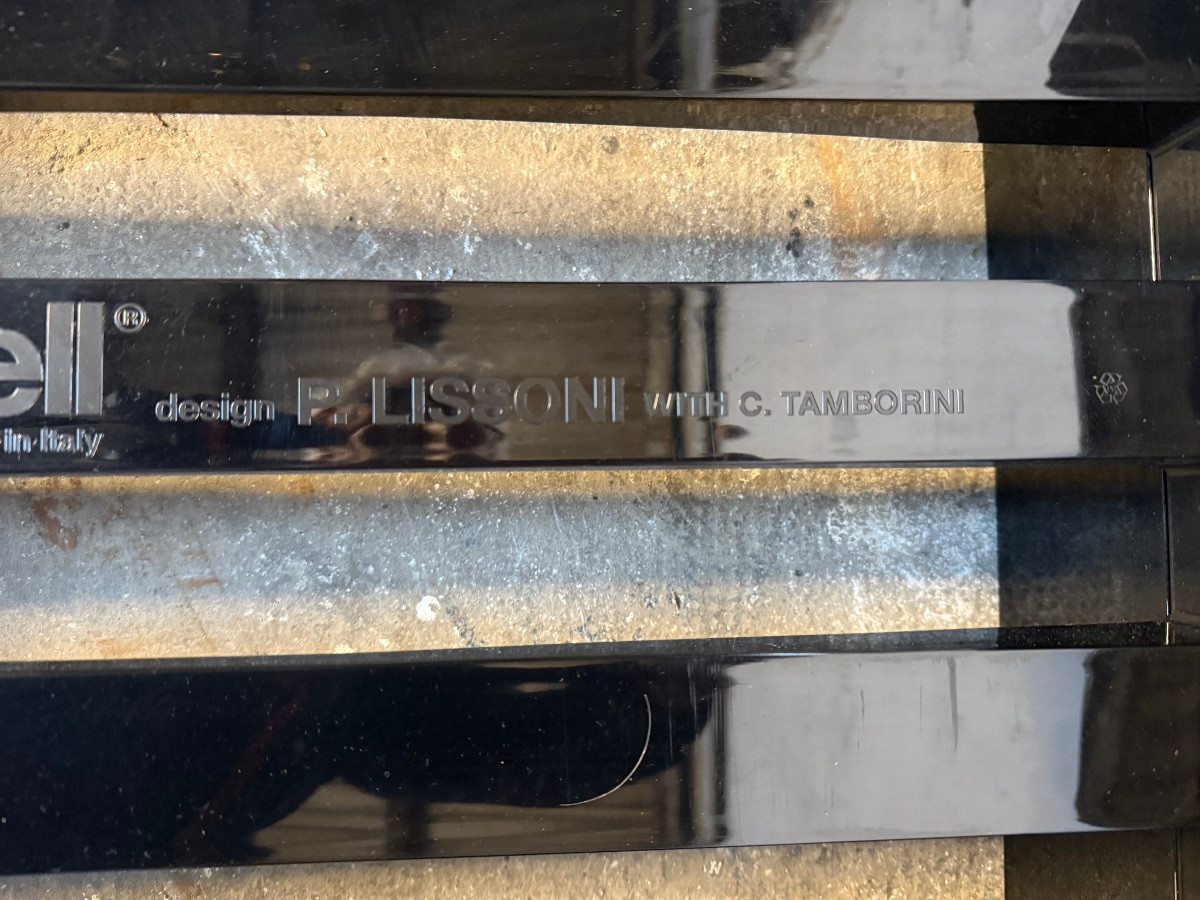 ell®
design P. LISSONI WITH C. TAMBORINI
-in-Italy